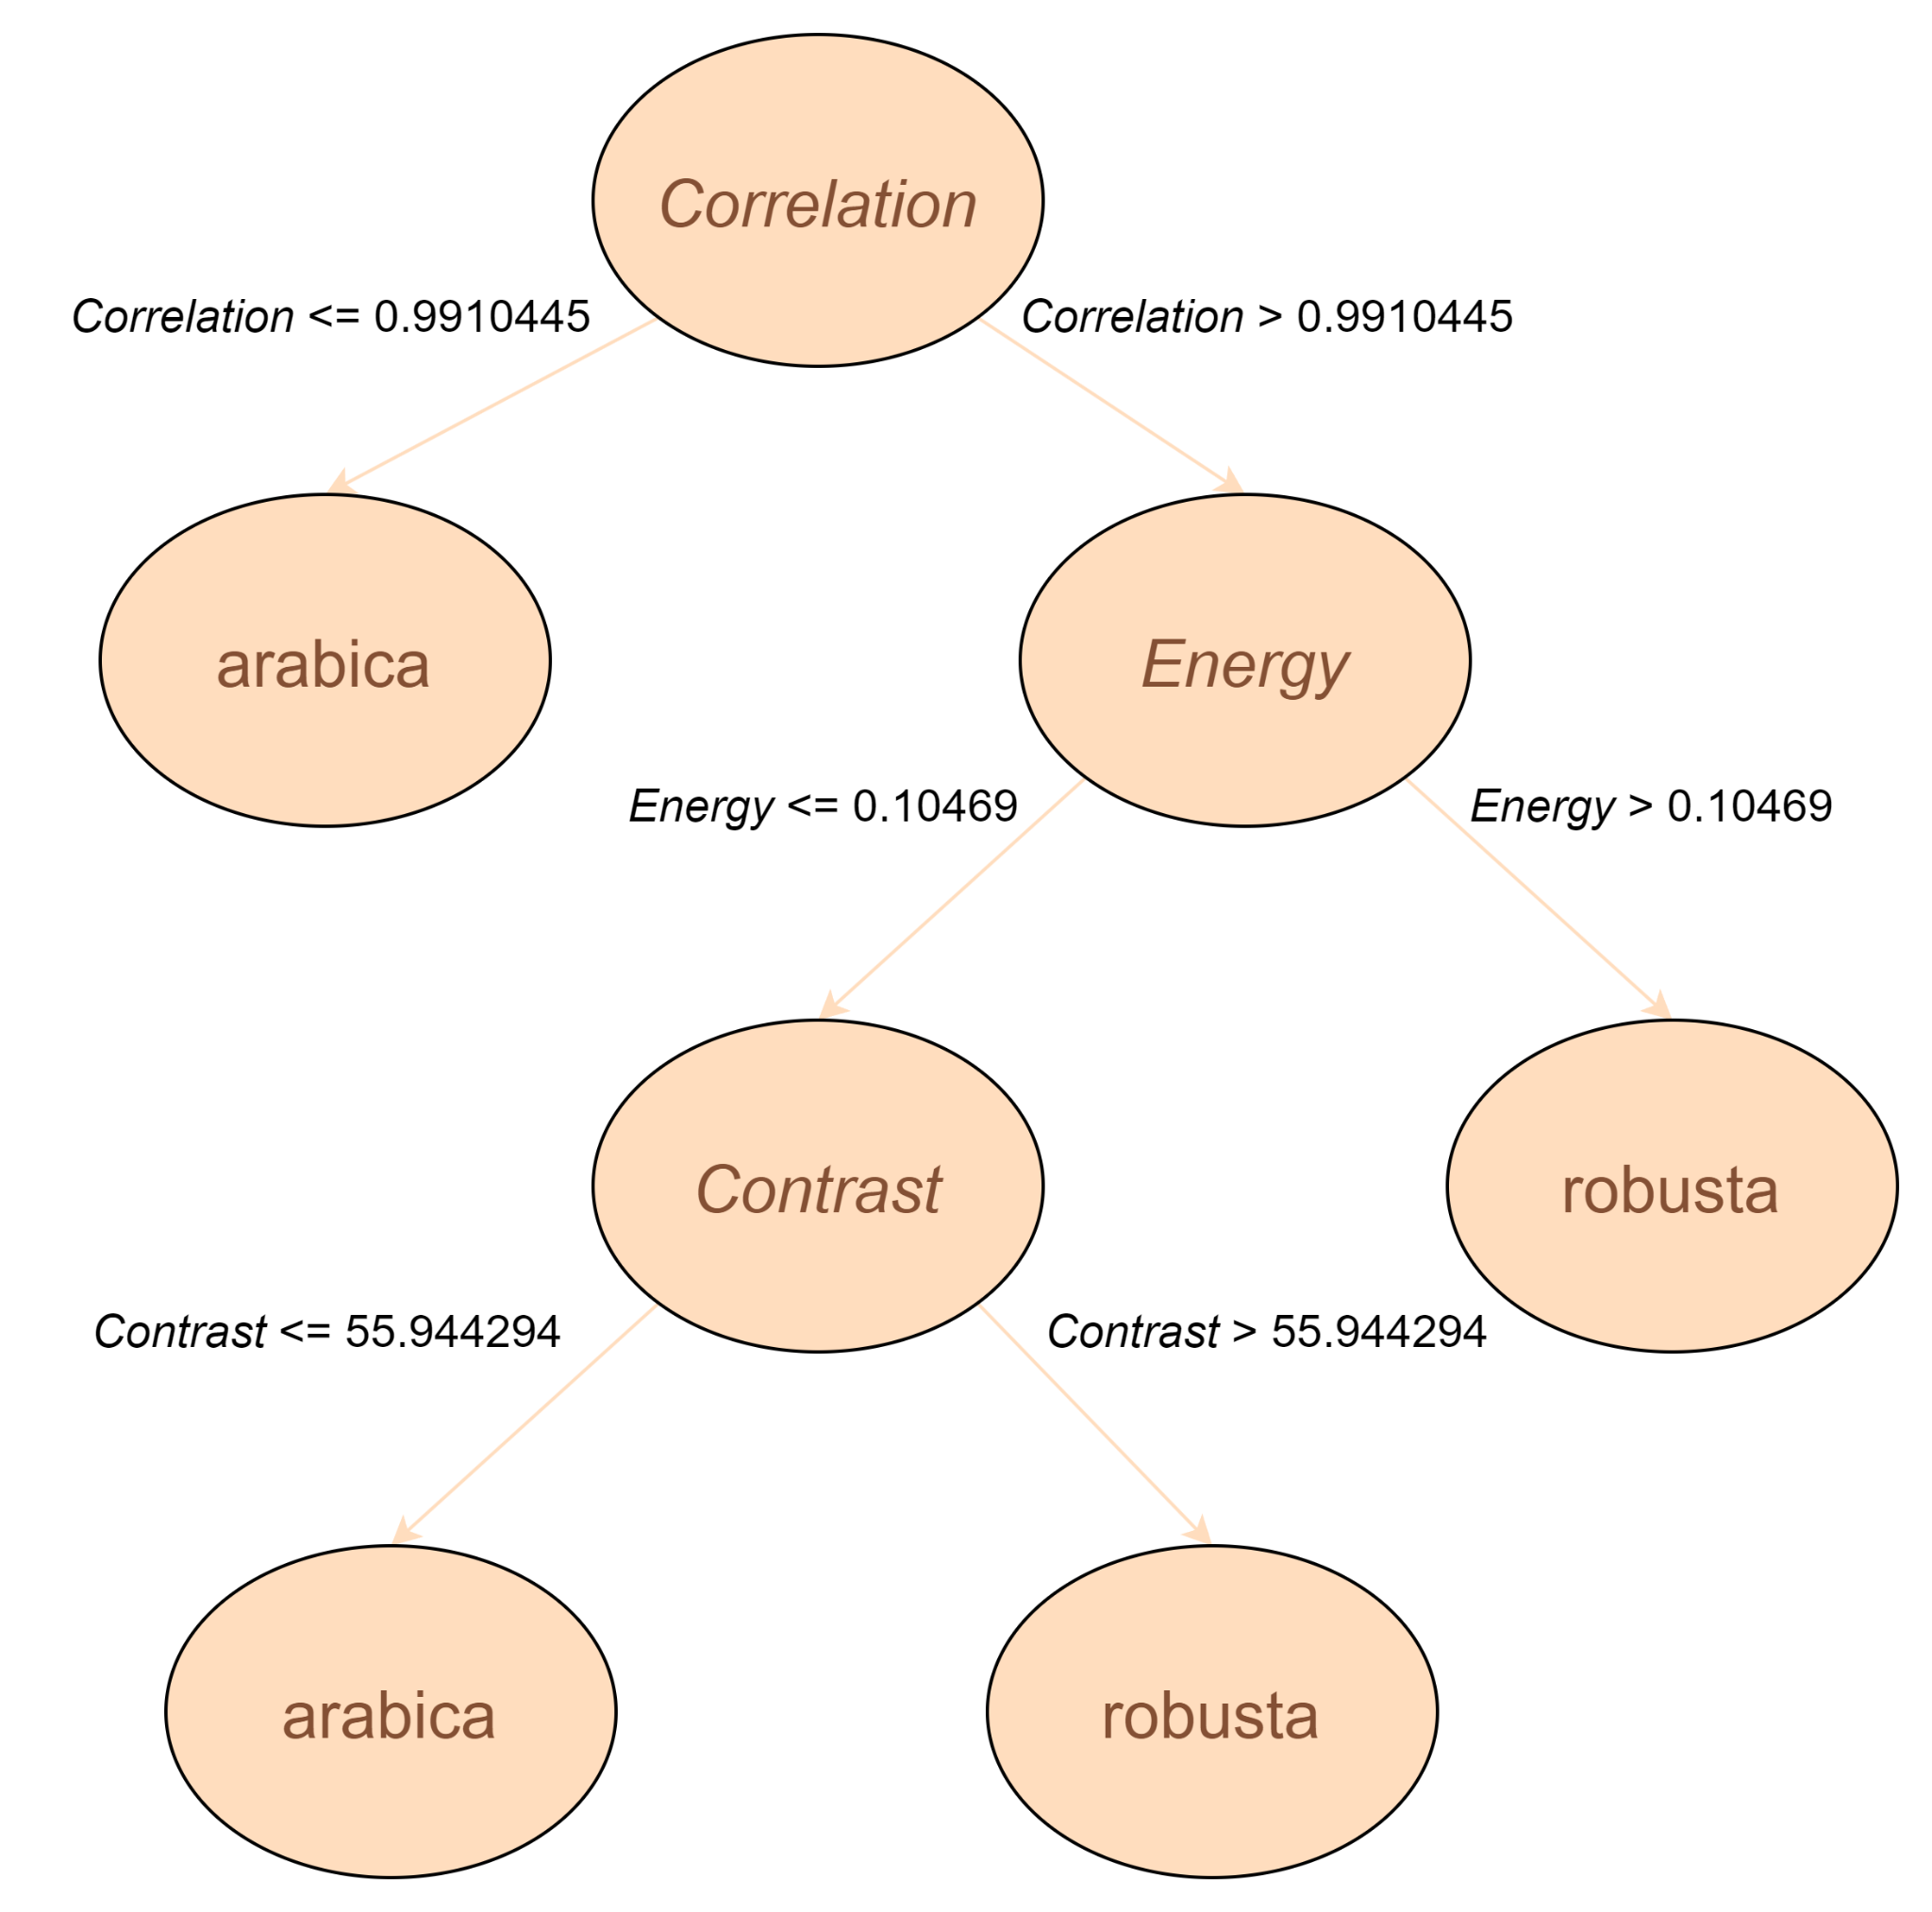 Correlation
Correlation <= 0.9910445
Correlation > 0.9910445
arabica
Energy
Energy <= 0.10469
Energy > 0.10469
Contrast
robusta
Contrast <= 55.944294
Contrast > 55.944294
arabica
robusta